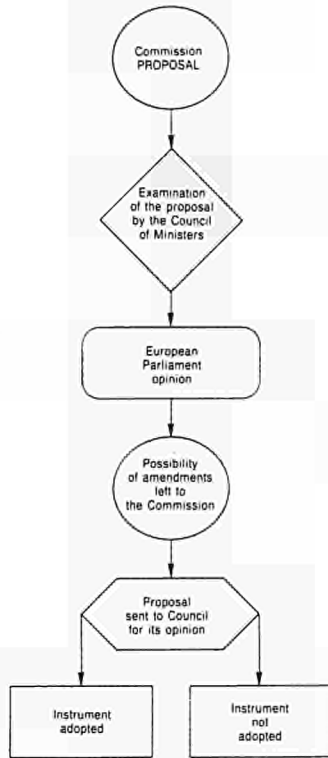 Commission
PROPOSAL
Examination
of the proposal
by the Council
of Ministers
European
Parliament
opinion
Possibility
of amendments
left to
the Commission
Proposal
sent to Council
for its opinion
Instrument
adopted
Instrument
not
adopted